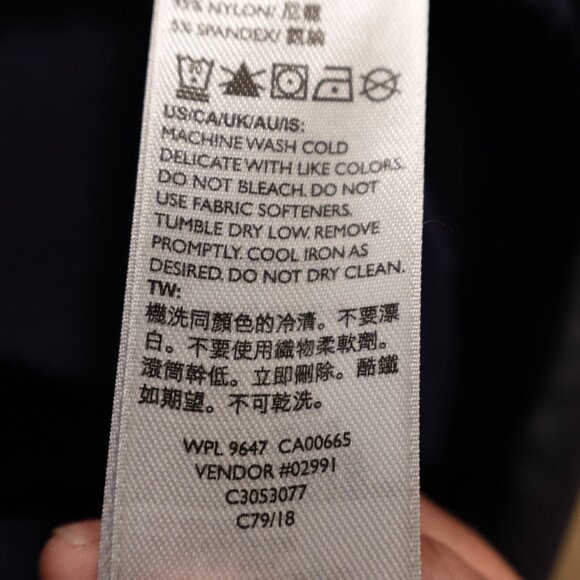 NYLON/ 尼龍
5% SPANDEX/ 氨綸
US/CA/UK/AU/IS:
MACHINE WASH COLD
DELICATE WITH LIKE COLORS.
DO NOT BLEACH. DO NOT
USE FABRIC SOFTENERS.
TUMBLE DRY LOW. REMOVE
PROMPTLY. COOL IRON AS
DESIRED. DO NOT DRY CLEAN.
TW:
機洗同顏色的冷清。不要漂
白。不要使用織物柔軟劑。
滾筒幹低。立即刪除。酷鐵
如期望。不可乾洗。
WPL 9647 CA00665
VENDOR #02991
C3053077
C79/18